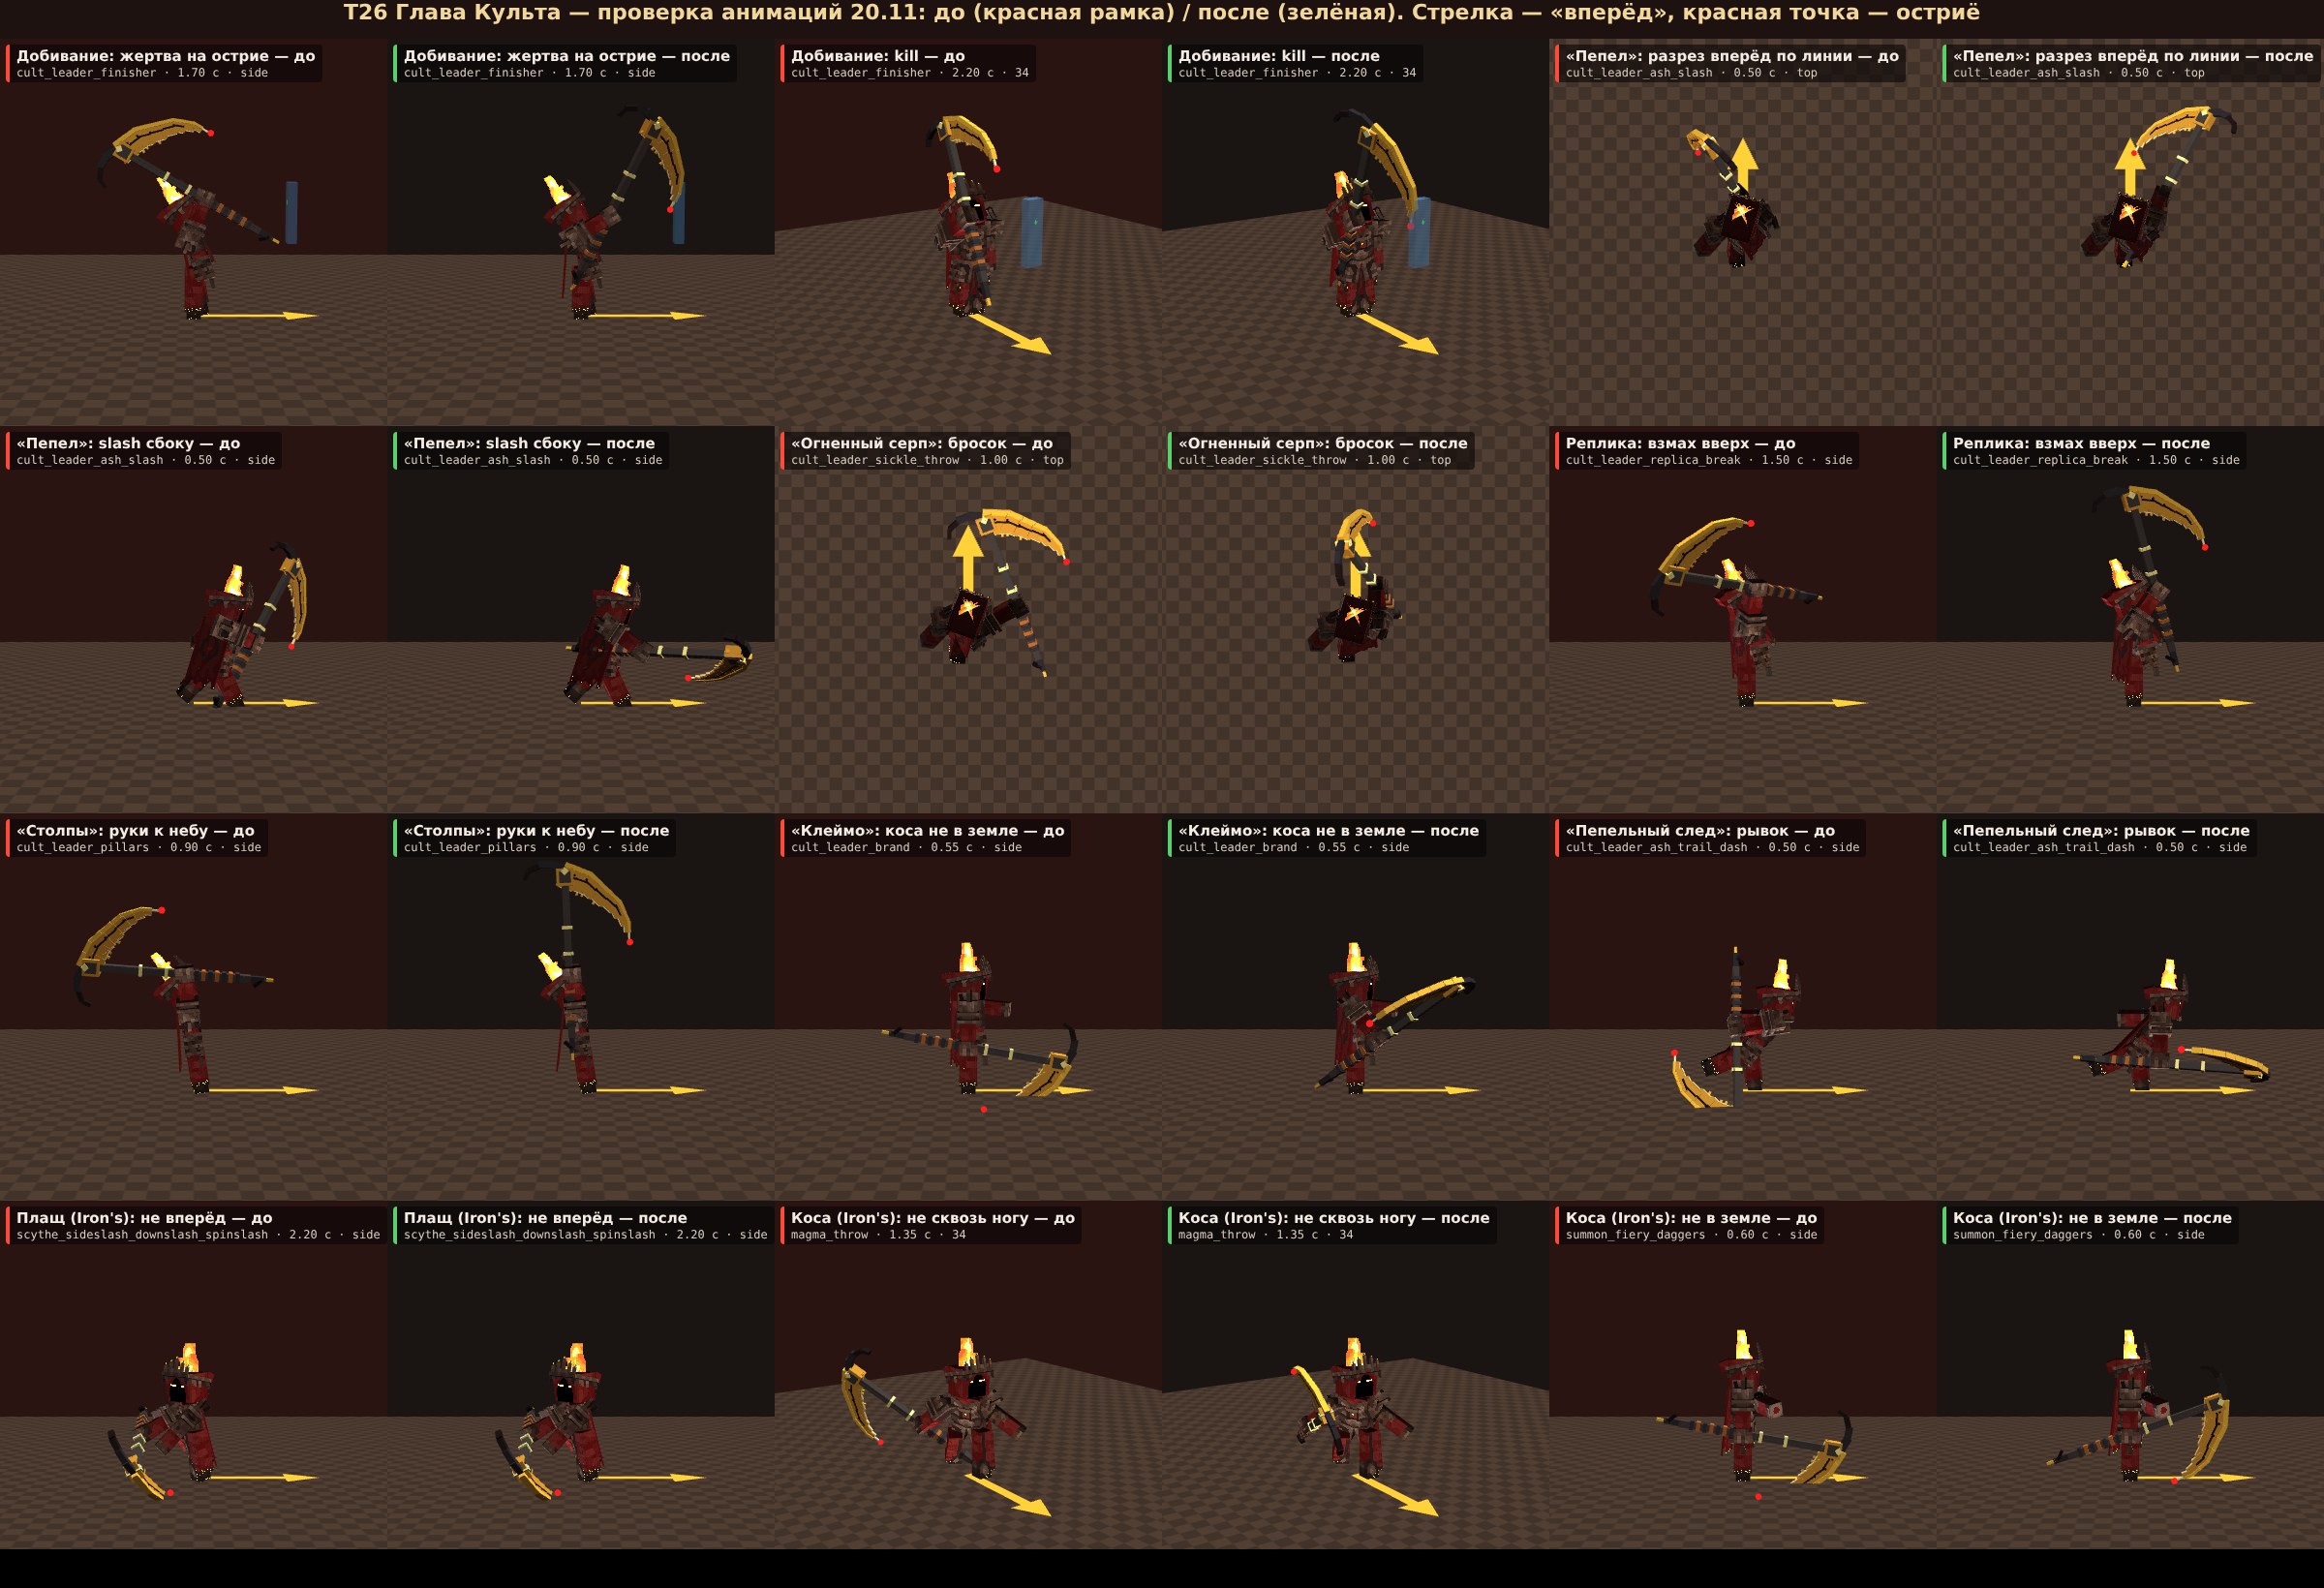 Т26 Глава Культа — проверка анимаций 20.11: до (красная рамка) / после (зелёная). Стрелка — «вперёд», красная точка — остриё
Добивание: жертва на острие — до
cult_leader_finisher · 1.70 с · side
Добивание: жертва на острие — после
cult_leader_finisher · 1.70 с · side
Добивание: kill — до
cult_leader_finisher · 2.20 с · 34
Добивание: kill — после
cult_leader_finisher · 2.20 с · 34
«Пепел»: разрез вперёд по линии — до
cult_leader_ash_slash · 0.50 с · top
«Пепел»: разрез вперёд по линии — после
cult_leader_ash_slash · 0.50 с · top
«Пепел»: slash сбоку — до
cult_leader_ash_slash · 0.50 с · side
«Пепел»: slash сбоку — после
cult_leader_ash_slash · 0.50 с · side
«Огненный серп»: бросок — до
cult_leader_sickle_throw · 1.00 с · top
«Огненный серп»: бросок — после
cult_leader_sickle_throw · 1.00 с · top
Реплика: взмах вверх — до
cult_leader_replica_break · 1.50 с · side
Реплика: взмах вверх — после
cult_leader_replica_break · 1.50 с · side
«Столпы»: руки к небу — до
cult_leader_pillars · 0.90 с · side
«Столпы»: руки к небу — после
cult_leader_pillars · 0.90 с · side
«Клеймо»: коса не в земле — до
cult_leader_brand · 0.55 с · side
«Клеймо»: коса не в земле — после
cult_leader_brand · 0.55 с · side
«Пепельный след»: рывок — до
cult_leader_ash_trail_dash · 0.50 с · side
«Пепельный след»: рывок — после
cult_leader_ash_trail_dash · 0.50 с · side
Плащ (Iron's): не вперёд — до
scythe_sideslash_downslash_spinslash · 2.20 с · side
Плащ (Iron's): не вперёд — после
scythe_sideslash_downslash_spinslash · 2.20 с · side
Коса (Iron's): не сквозь ногу — до
magma_throw · 1.35 с · 34
Коса (Iron's): не сквозь ногу — после
magma_throw · 1.35 с · 34
Коса (Iron's): не в земле — до
summon_fiery_daggers · 0.60 с · side
Коса (Iron's): не в земле — после
summon_fiery_daggers · 0.60 с · side